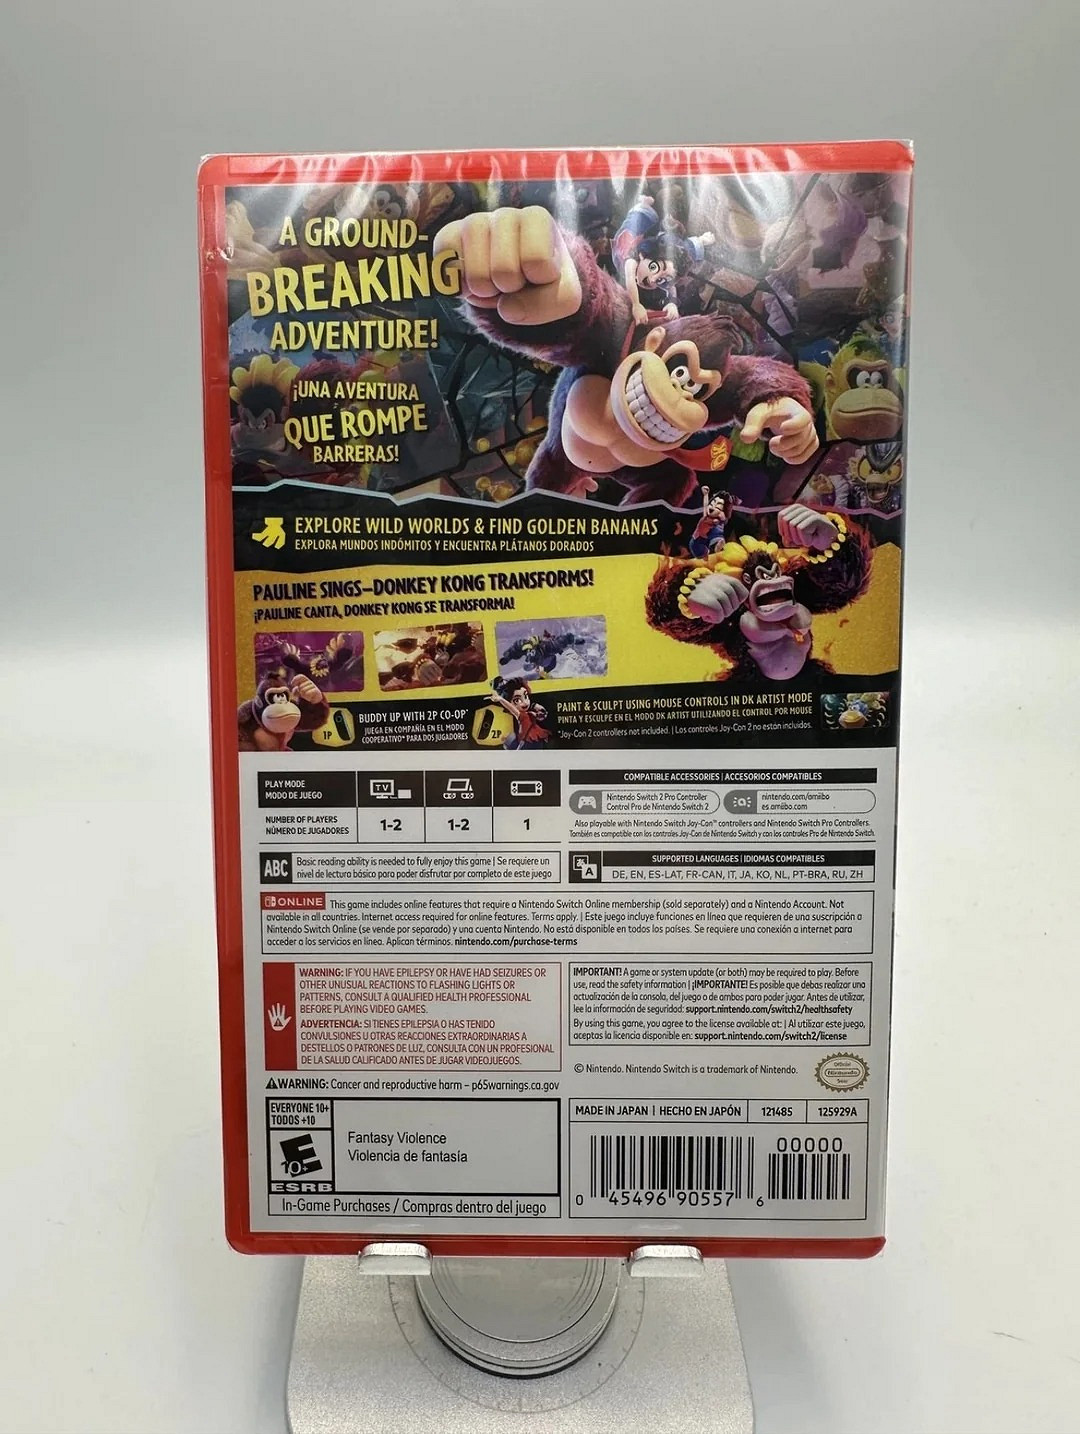 A GROUND-
BREAKING
ADVENTURE!
¡UNA AVENTURA
QUE ROMPE
BARRERAS!
EXPLORE WILD WORLDS & FIND GOLDEN BANANAS
EXPLORA MUNDOS INDÓMITOS Y ENCUENTRA PLÁTANOS DORADOS
PAULINE SINGS–DONKEY KONG TRANSFORMS!
¡PAULINE CANTA, DONKEY KONG SE TRANSFORMA!
1P
BUDDY UP WITH 2P CO-OP*
JUEGA EN COMPAÑÍA EN EL MODO
COOPERATIVO* PARA DOS JUGADORES
2P
PAINT & SCULPT USING MOUSE CONTROLS IN DK ARTIST MODE
PINTA Y ESCULPE EN EL MODO DK ARTIST UTILIZANDO EL CONTROL POR MOUSE
*Joy-Con 2 controllers not included. | Los controles Joy-Con 2 no están incluidos.
PLAY MODE
MODO DE JUEGO
TV
NUMBER OF PLAYERS
NÚMERO DE JUGADORES
1-2
1-2
1
COMPATIBLE ACCESSORIES | ACCESORIOS COMPATIBLES
Nintendo Switch 2 Pro Controller
Control Pro de Nintendo Switch 2
nintendo.com/amiibo
es.amiibo.com
Also playable with Nintendo Switch Joy-Con™ controllers and Nintendo Switch Pro Controllers.
También es compatible con los controles Joy-Con de Nintendo Switch y con los controles Pro de Nintendo Switch.
ABC
Basic reading ability is needed to fully enjoy this game | Se requiere un
nivel de lectura básico para poder disfrutar por completo de este juego
SUPPORTED LANGUAGES | IDIOMAS COMPATIBLES
DE, EN, ES-LAT, FR-CAN, IT, JA, KO, NL, PT-BRA, RU, ZH
ONLINE This game includes online features that require a Nintendo Switch Online membership (sold separately) and a Nintendo Account. Not
available in all countries. Internet access required for online features. Terms apply. | Este juego incluye funciones en línea que requieren de una suscripción a
Nintendo Switch Online (se vende por separado) y una cuenta Nintendo. No está disponible en todos los países. Se requiere una conexión a internet para
acceder a los servicios en línea. Aplican términos. nintendo.com/purchase-terms
WARNING: IF YOU HAVE EPILEPSY OR HAVE HAD SEIZURES OR
OTHER UNUSUAL REACTIONS TO FLASHING LIGHTS OR
PATTERNS, CONSULT A QUALIFIED HEALTH PROFESSIONAL
BEFORE PLAYING VIDEO GAMES.
ADVERTENCIA: SI TIENES EPILEPSIA O HAS TENIDO
CONVULSIONES U OTRAS REACCIONES EXTRAORDINARIAS A
DESTELLOS O PATRONES DE LUZ, CONSULTA CON UN PROFESIONAL
DE LA SALUD CALIFICADO ANTES DE JUGAR VIDEOJUEGOS.
IMPORTANT! A game or system update (or both) may be required to play. Before
use, read the safety information | ¡IMPORTANTE! Es posible que debas realizar una
actualización de la consola, del juego o de ambos para poder jugar. Antes de utilizar,
lee la información de seguridad: support.nintendo.com/switch2/healthsafety
By using this game, you agree to the license available at: | Al utilizar este juego,
aceptas la licencia disponible en: support.nintendo.com/switch2/license
WARNING: Cancer and reproductive harm – p65warnings.ca.gov
© Nintendo. Nintendo Switch is a trademark of Nintendo.
Official
Nintendo
Seal
EVERYONE 10+
TODOS +10
E
10+
ESRB
Fantasy Violence
Violencia de fantasía
In-Game Purchases / Compras dentro del juego
MADE IN JAPAN | HECHO EN JAPÓN
121485
125929A
00000
0 45496 90557 6